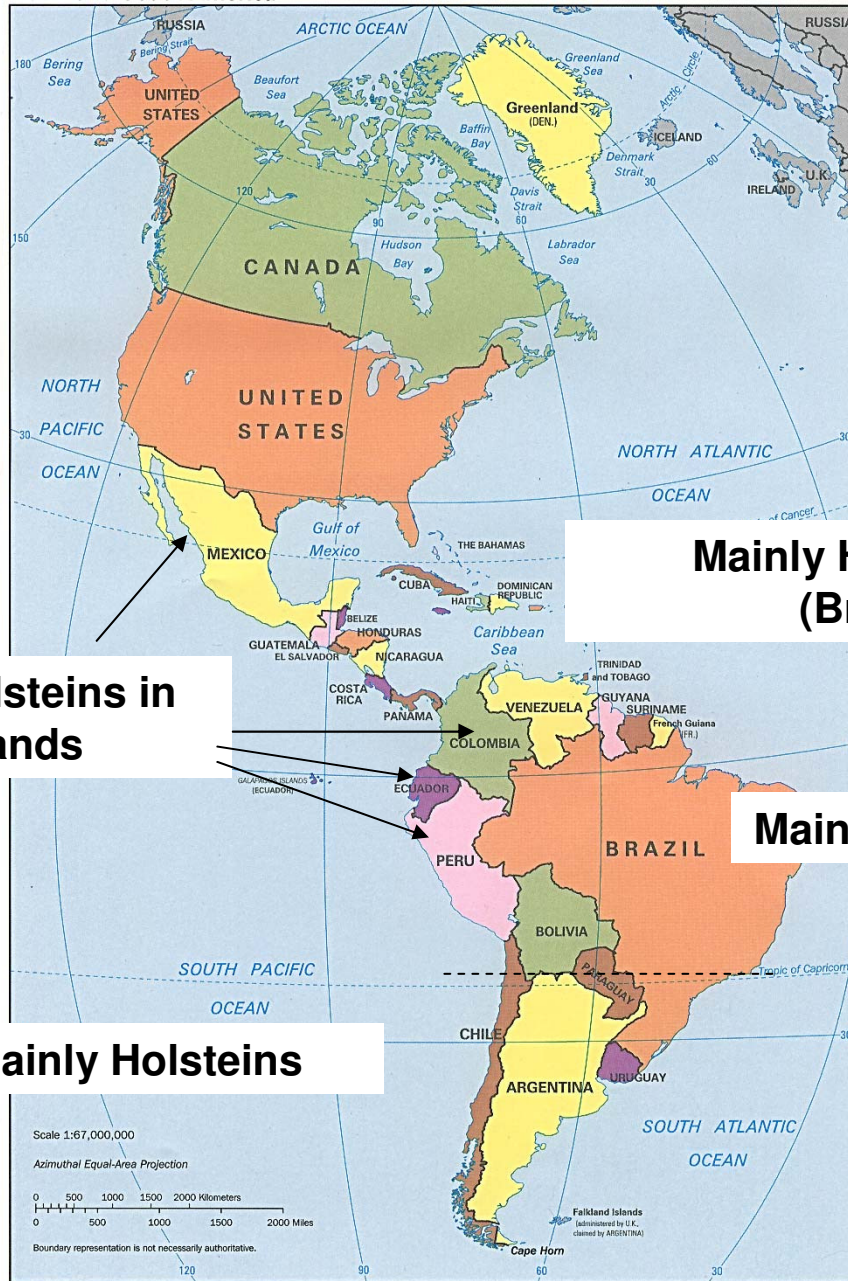 RUSSIA
ARCTIC OCEAN
RUSSIA
Bering Strait
180
Bering
Sea
Beaufort
Sea
Greenland
Sea
Arctic Circle
UNITED
STATES
Greenland
(DEN.)
Baffin
Bay
ICELAND
60
Denmark
Strait
U.K.
IRELAND
30
120
Davis
Strait
60
150
90
Hudson
Bay
Labrador
Sea
CANADA
NORTH
PACIFIC
OCEAN
30
UNITED
STATES
NORTH ATLANTIC
OCEAN
30
of Cancer
Gulf of
Mexico
MEXICO
THE BAHAMAS
CUBA
DOMINICAN
REPUBLIC
HAITI
BELIZE
HONDURAS
GUATEMALA
EL SALVADOR
NICARAGUA
Caribbean
Sea
COSTA
RICA
PANAMA
TRINIDAD
and TOBAGO
VENEZUELA
GUYANA
SURINAME
French Guiana
(FR.)
COLOMBIA
Mainly
(
in
GALAPAGOS ISLANDS
(ECUADOR)
ECUADOR
PERU
BRAZIL
BOLIVIA
PARAGUAY
Tropic of Capricorn
SOUTH PACIFIC
OCEAN
CHILE
Holsteins
30
ARGENTINA
URUGUAY
SOUTH ATLANTIC
OCEAN
Scale 1:67,000,000
Azimuthal Equal-Area Projection
0 500 1000 1500 2000 Kilometers
0 500 1000 1500 2000 Miles
Boundary representation is not necessarily authoritative.
Falkland Islands
(administered by U.K.,
claimed by ARGENTINA)
Cape Horn
120
90
60